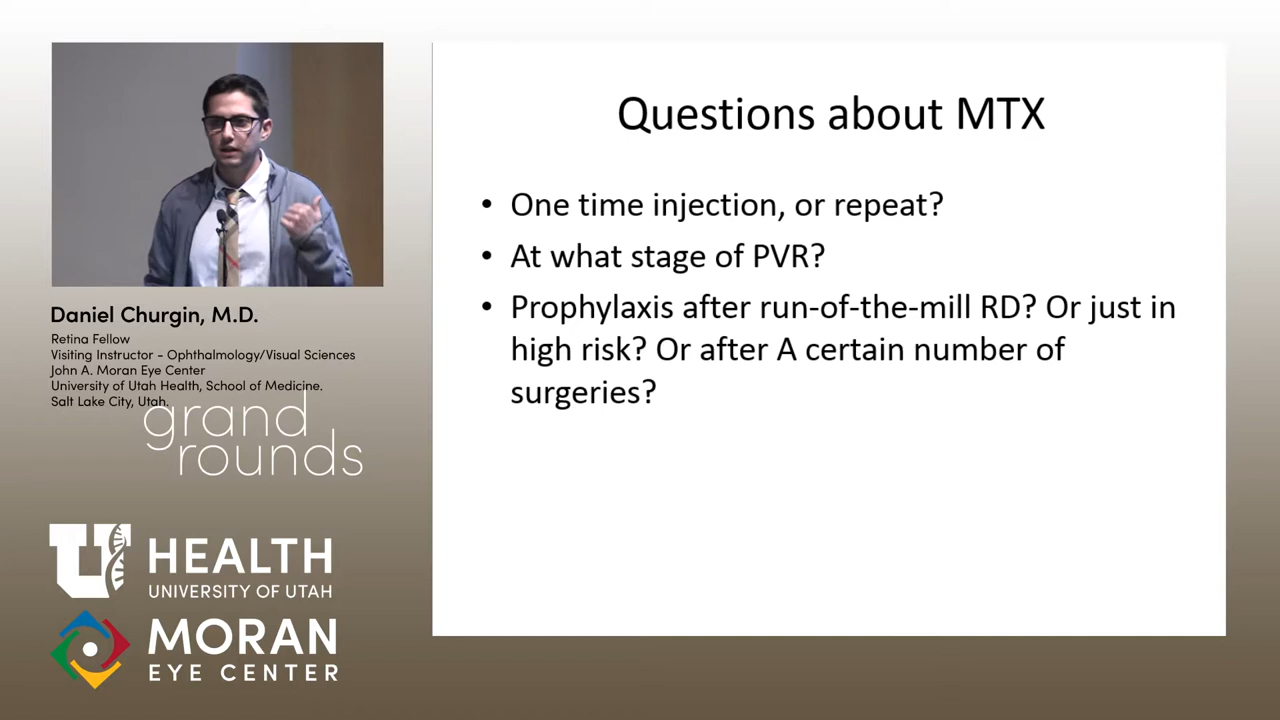 Questions about MTX
• One time injection, or repeat?
• At what stage of PVR?
• Prophylaxis after run-of-the-mill RD? Or just in
high risk? Or after A certain number of
surgeries?
Daniel Churgin, M.D.
Retina Fellow
Visiting Instructor - Ophthalmology/Visual Sciences
John A. Moran Eye Center
University of Utah Health, School of Medicine.
Salt Lake City, Utah.
grand
rounds
U HEALTH
UNIVERSITY OF UTAH
MORAN
EYE CENTER